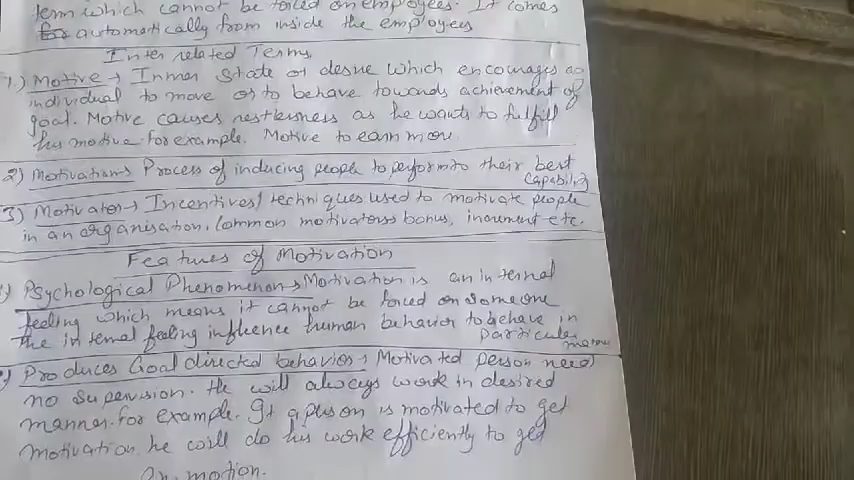 term which cannot be forced on employees. It comes
for automatically from inside the employees
Inter related Terms
1.) Motive → Inner state or desire which encourages an
individual to move or to behave towards achievement of
goal. Motive causes restlessness as he wants to fulfill
his motive for example. Motive to earn mon
2) Motivation → Process of inducing people to perform to their best
capability
3) Motivator → Incentives/techniques used to motivate people
in an organisation. Common motivators bonus, increment etc.
Features of Motivation
1) Psychological Phenomenon → Motivation is an internal
feeling which means it cannot be forced on someone
the internal feeling influence human behavior to behave in
particular manner
Produces Goal directed behavior → Motivated person need
no supervision. He will always work in desired
manner. for example. If a person is motivated to get
motivation he will do his work efficiently to get
motion.